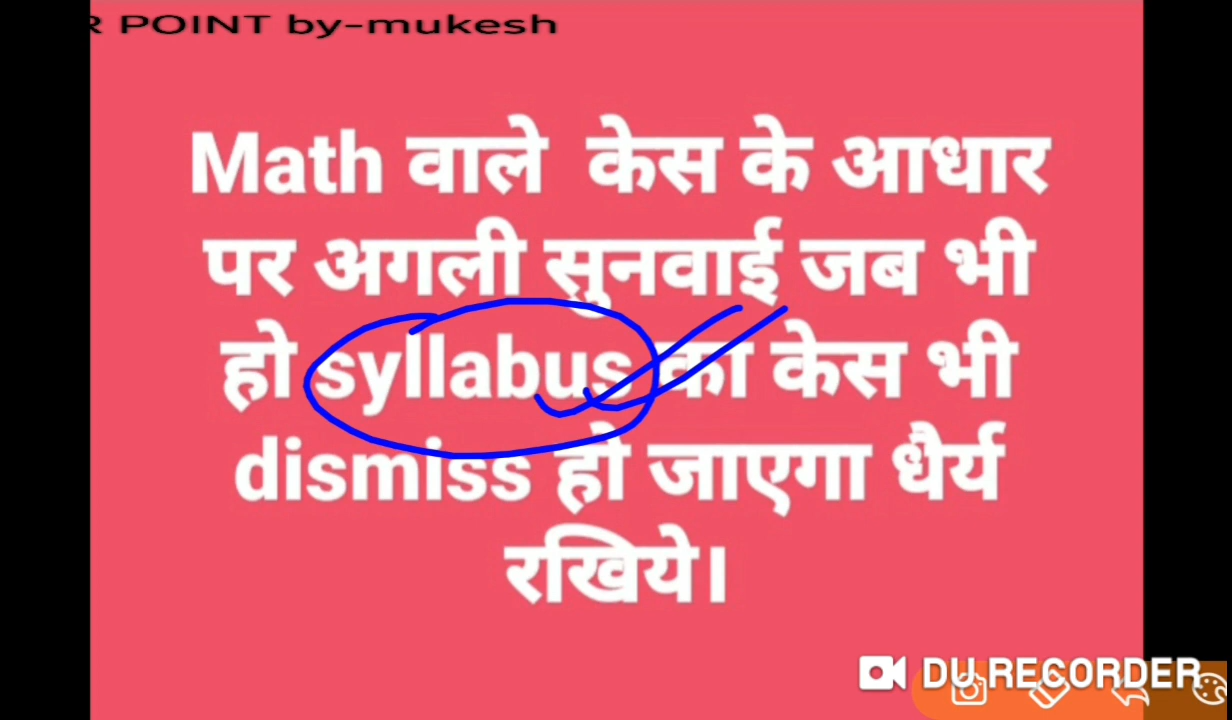 R POINT by-mukesh
Math वाले केस के आधार
पर अगली सुनवाई जब भी
हो syllabus का केस भी
dismiss हो जाएगा धैर्य
रखिये।
DU RECORDER